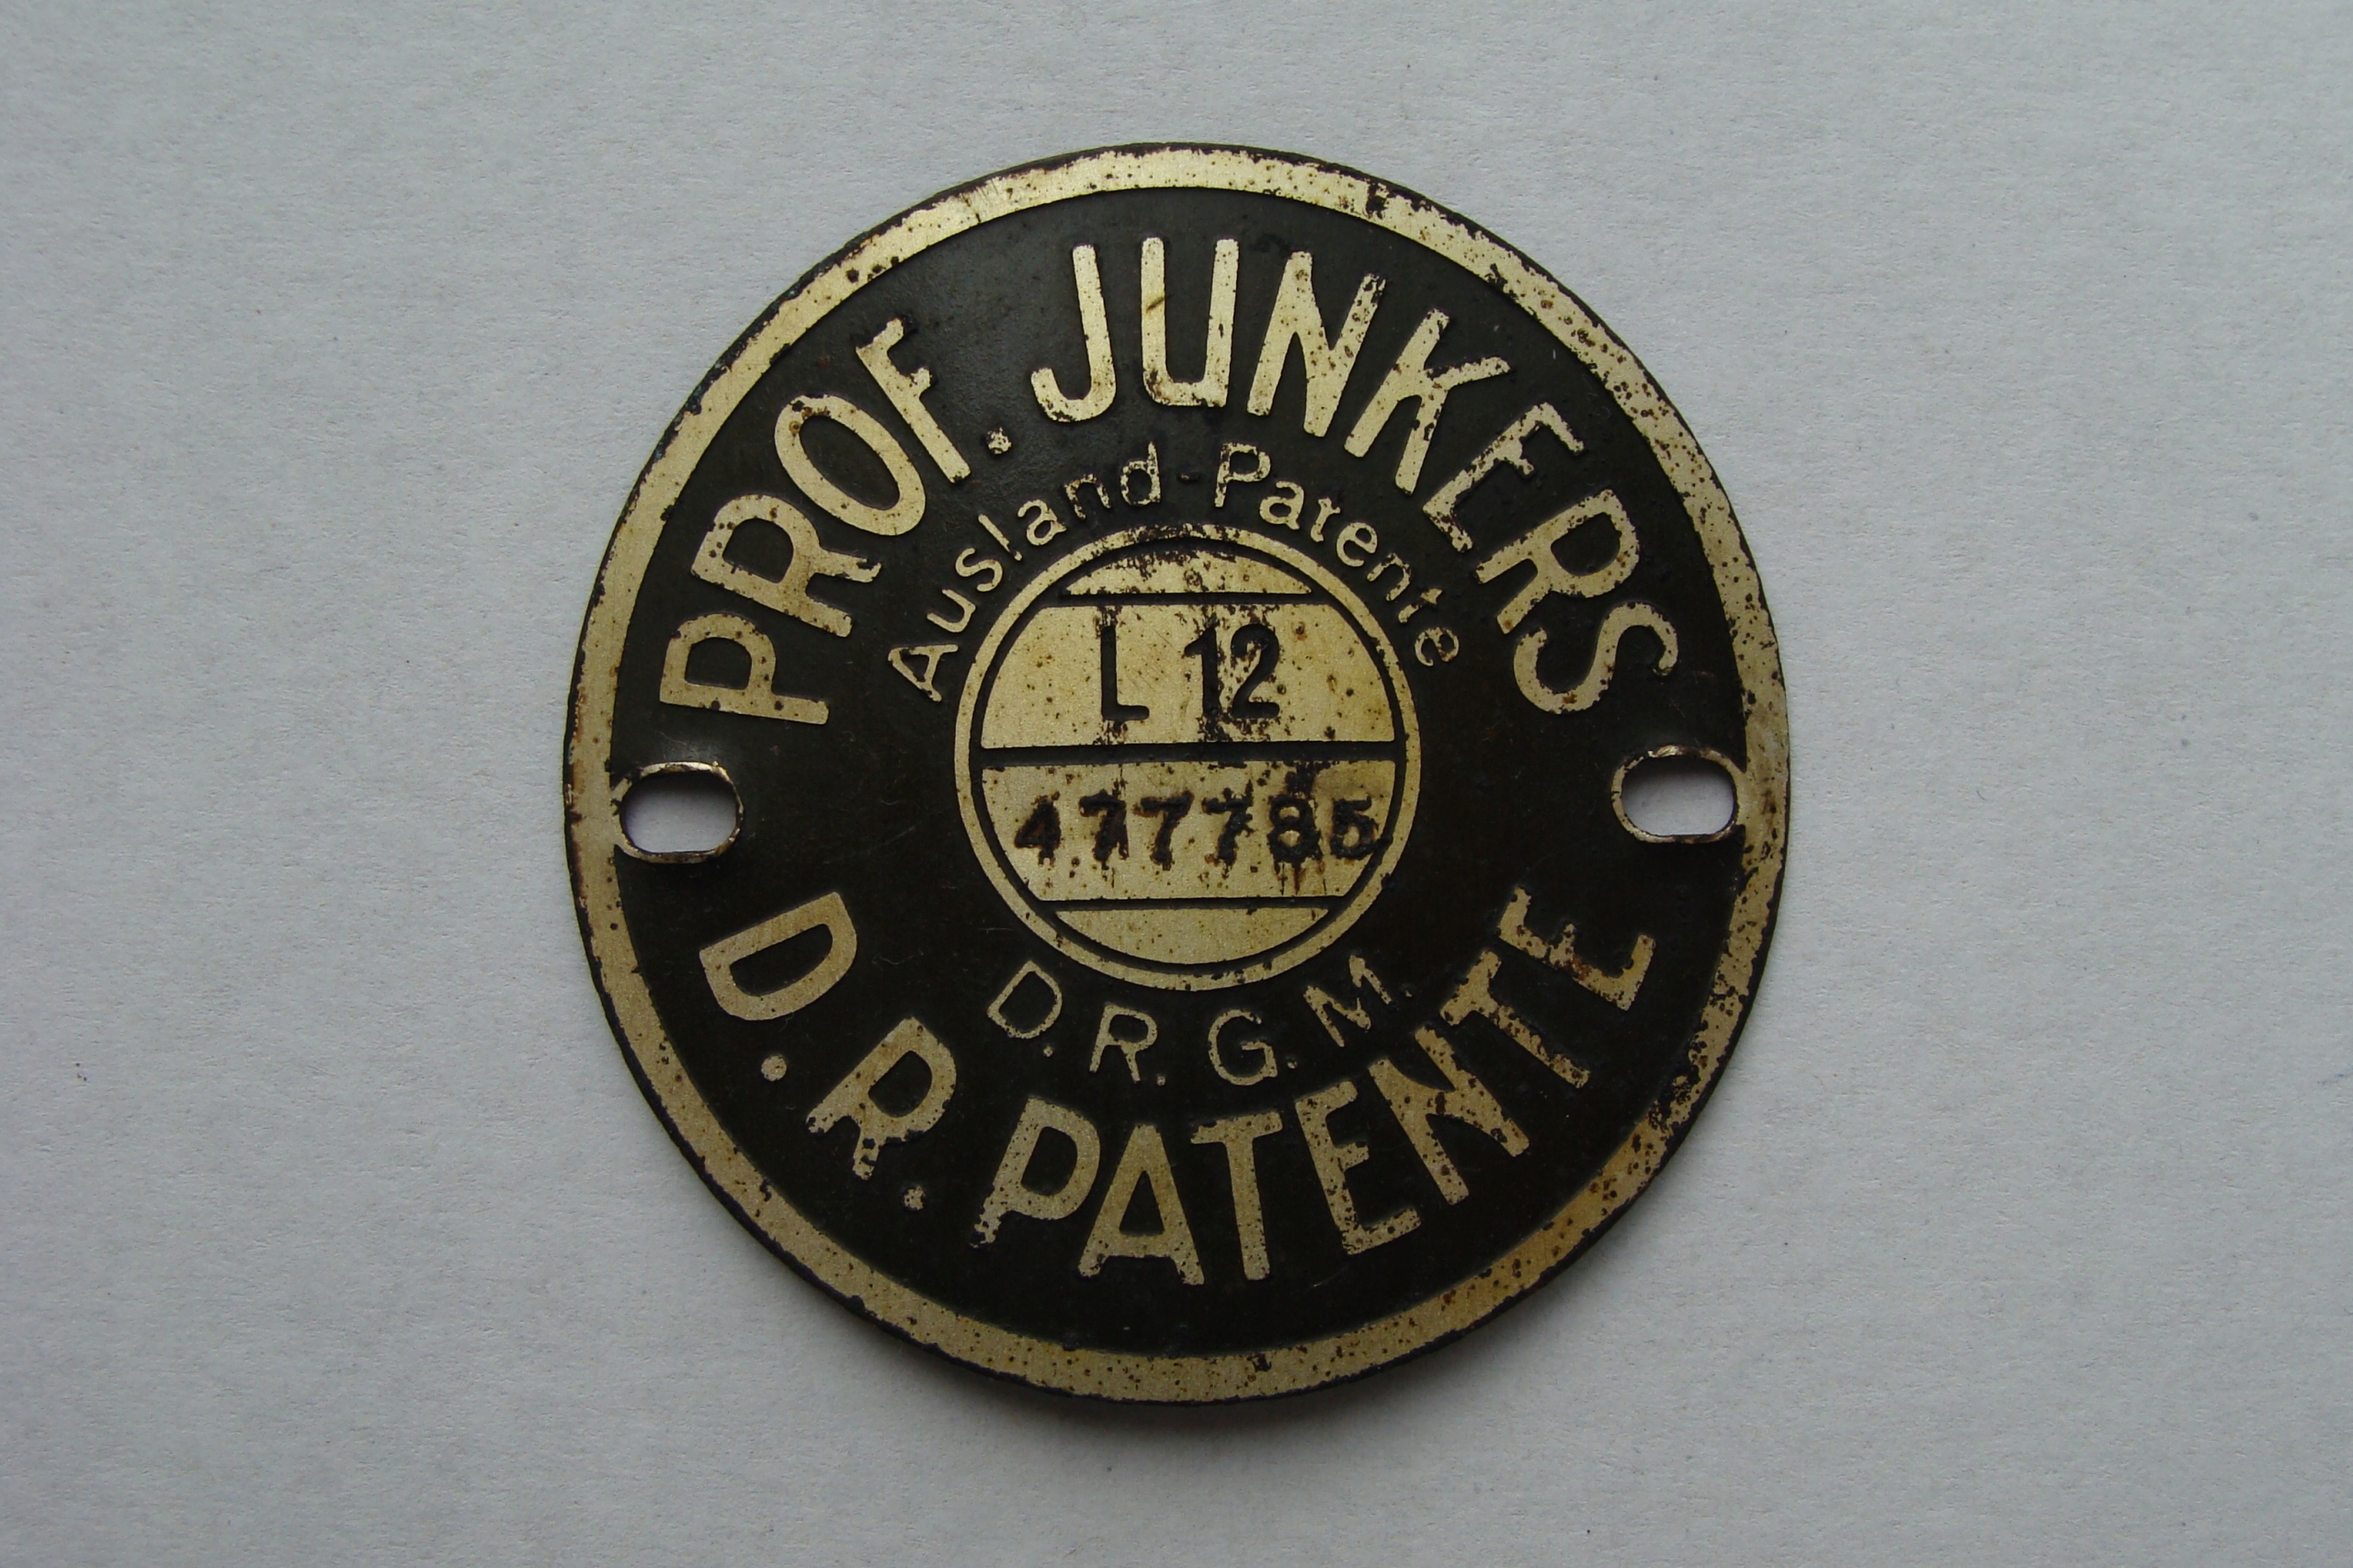 PROF. JUNKERS
Ausland-Patente
L 12
477785
D.R.G.M.
D.R. PATENTE